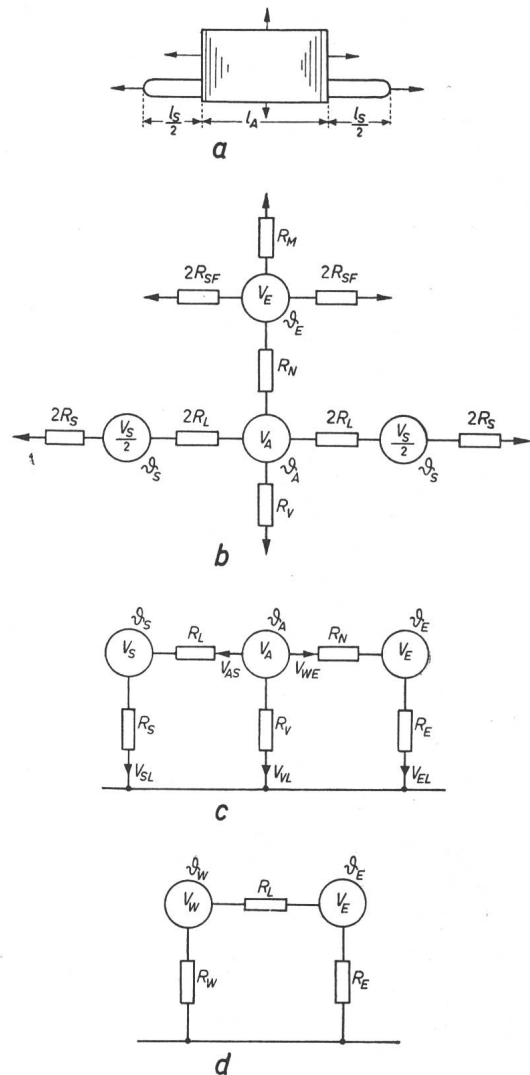 l_S/2 l_A l_S/2
a
R_M
2R_SF 2R_SF
V_E
ϑ_E
R_N
2R_S 2R_L 2R_L 2R_S
V_S/2 V_A V_S/2
ϑ_S ϑ_A ϑ_S
R_V
b
ϑ_S ϑ_A ϑ_E
R_L R_N
V_S V_A V_E
V_AS V_WE
R_S R_V R_E
V_SL V_VL V_EL
c
ϑ_W ϑ_E
R_L
V_W V_E
R_W R_E
d